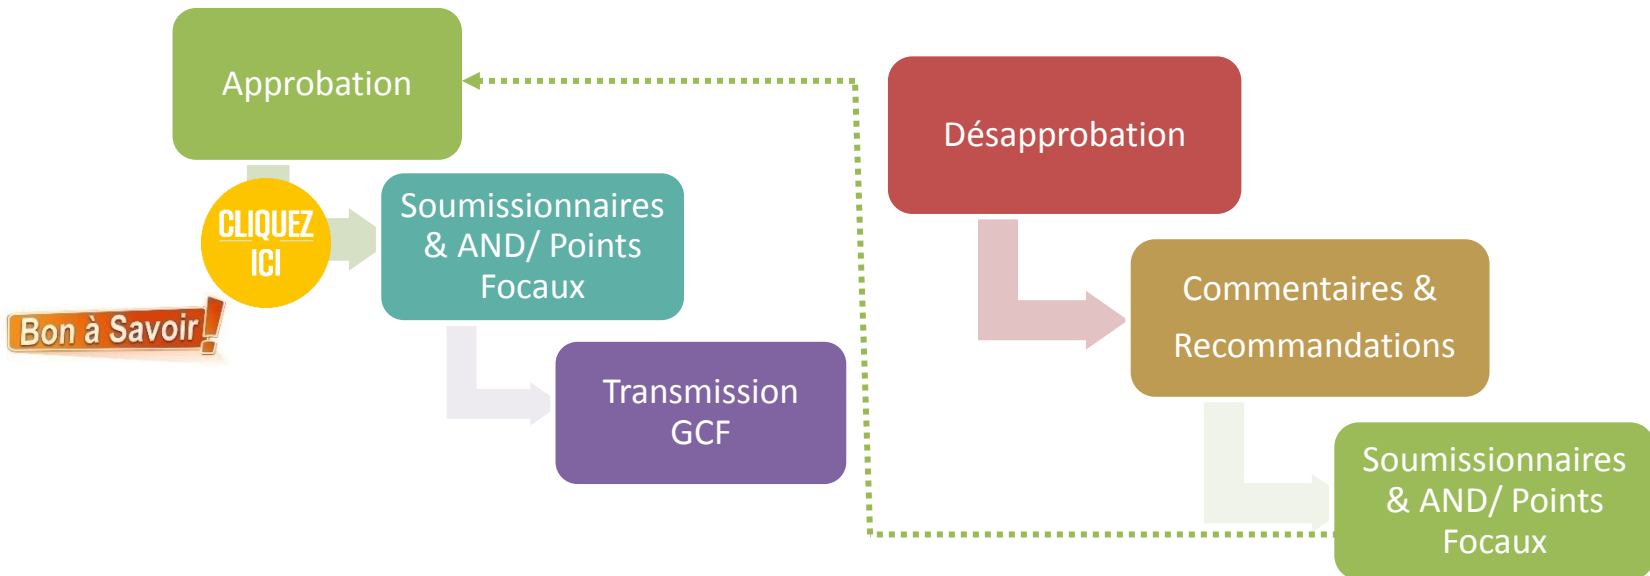 Approbation
Soumissionnaires
& AND/ Points
Focaux
Transmission
GCF
CLIQUEZ
ICI
Bon à Savoir!
Désapprobation
Commentaires &
Recommandations
Soumissionnaires
& AND/ Points
Focaux